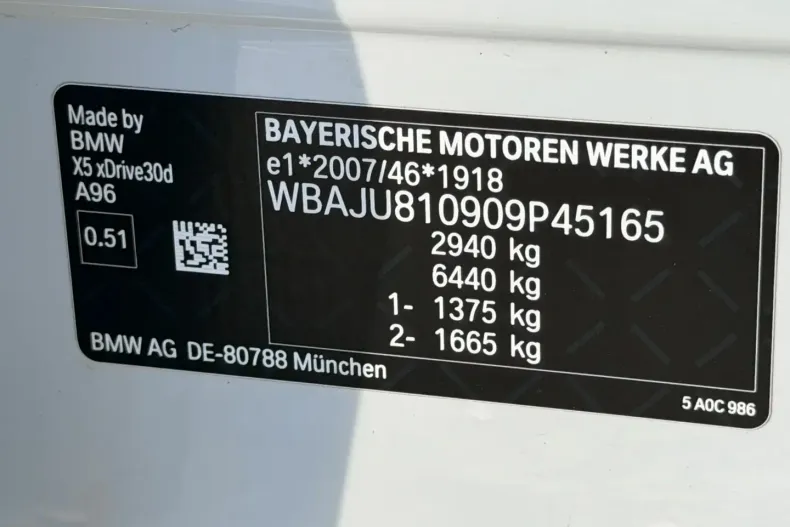 Made by
BMW
X5 xDrive30d
A96
0.51
BAYERISCHE MOTOREN WERKE AG
e1*2007/46*1918
WBAJU810909P45165
2940 kg
6440 kg
1- 1375 kg
2- 1665 kg
BMW AG DE-80788 München
5 A0C 986